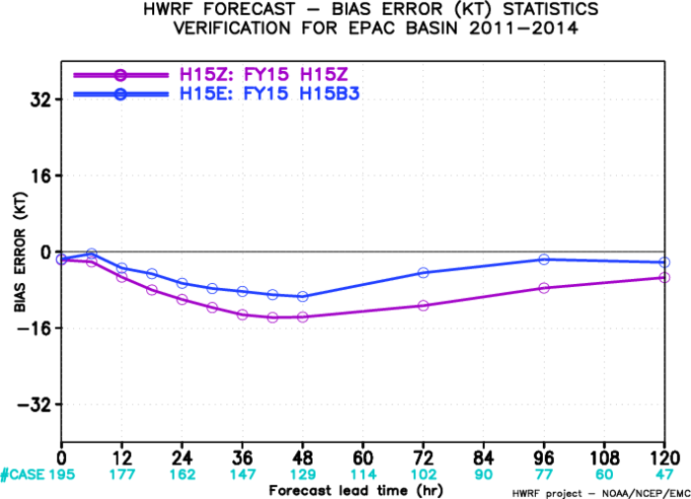 HWRF FORECAST – BIAS ERROR (KT) STATISTICS
VERIFICATION FOR EPAC BASIN 2011–2014
H15Z: FY15 H15Z
H15E: FY15 H15B3
32
16
0
−16
−32
BIAS ERROR (KT)
0 12 24 36 48 60 72 84 96 108 120
#CASE 195 177 162 147 129 114 102 90 77 60 47
Forecast lead time (hr)
HWRF project – NOAA/NCEP/EMC